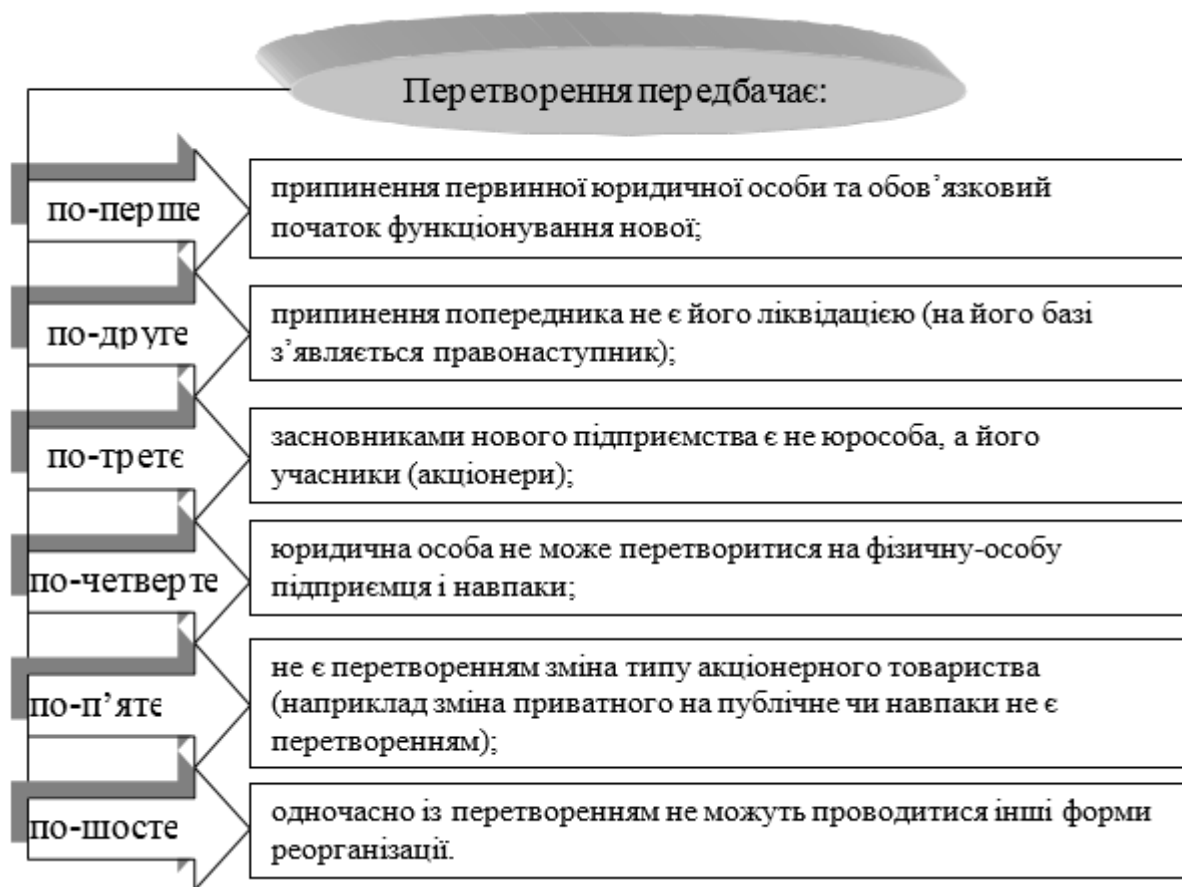 Перетворення передбачає:
по-перше
припинення первинної юридичної особи та обов’язковий
початок функціонування нової;
по-друге
припинення попередника не є його ліквідацією (на його базі
з’являється правонаступник);
по-третє
засновниками нового підприємства є не юрособа, а його
учасники (акціонери);
по-четверте
юридична особа не може перетворитися на фізичну-особу
підприємця і навпаки;
по-п’яте
не є перетворенням зміна типу акціонерного товариства
(наприклад зміна приватного на публічне чи навпаки не є
перетворенням);
по-шосте
одночасно із перетворенням не можуть проводитися інші форми
реорганізації.